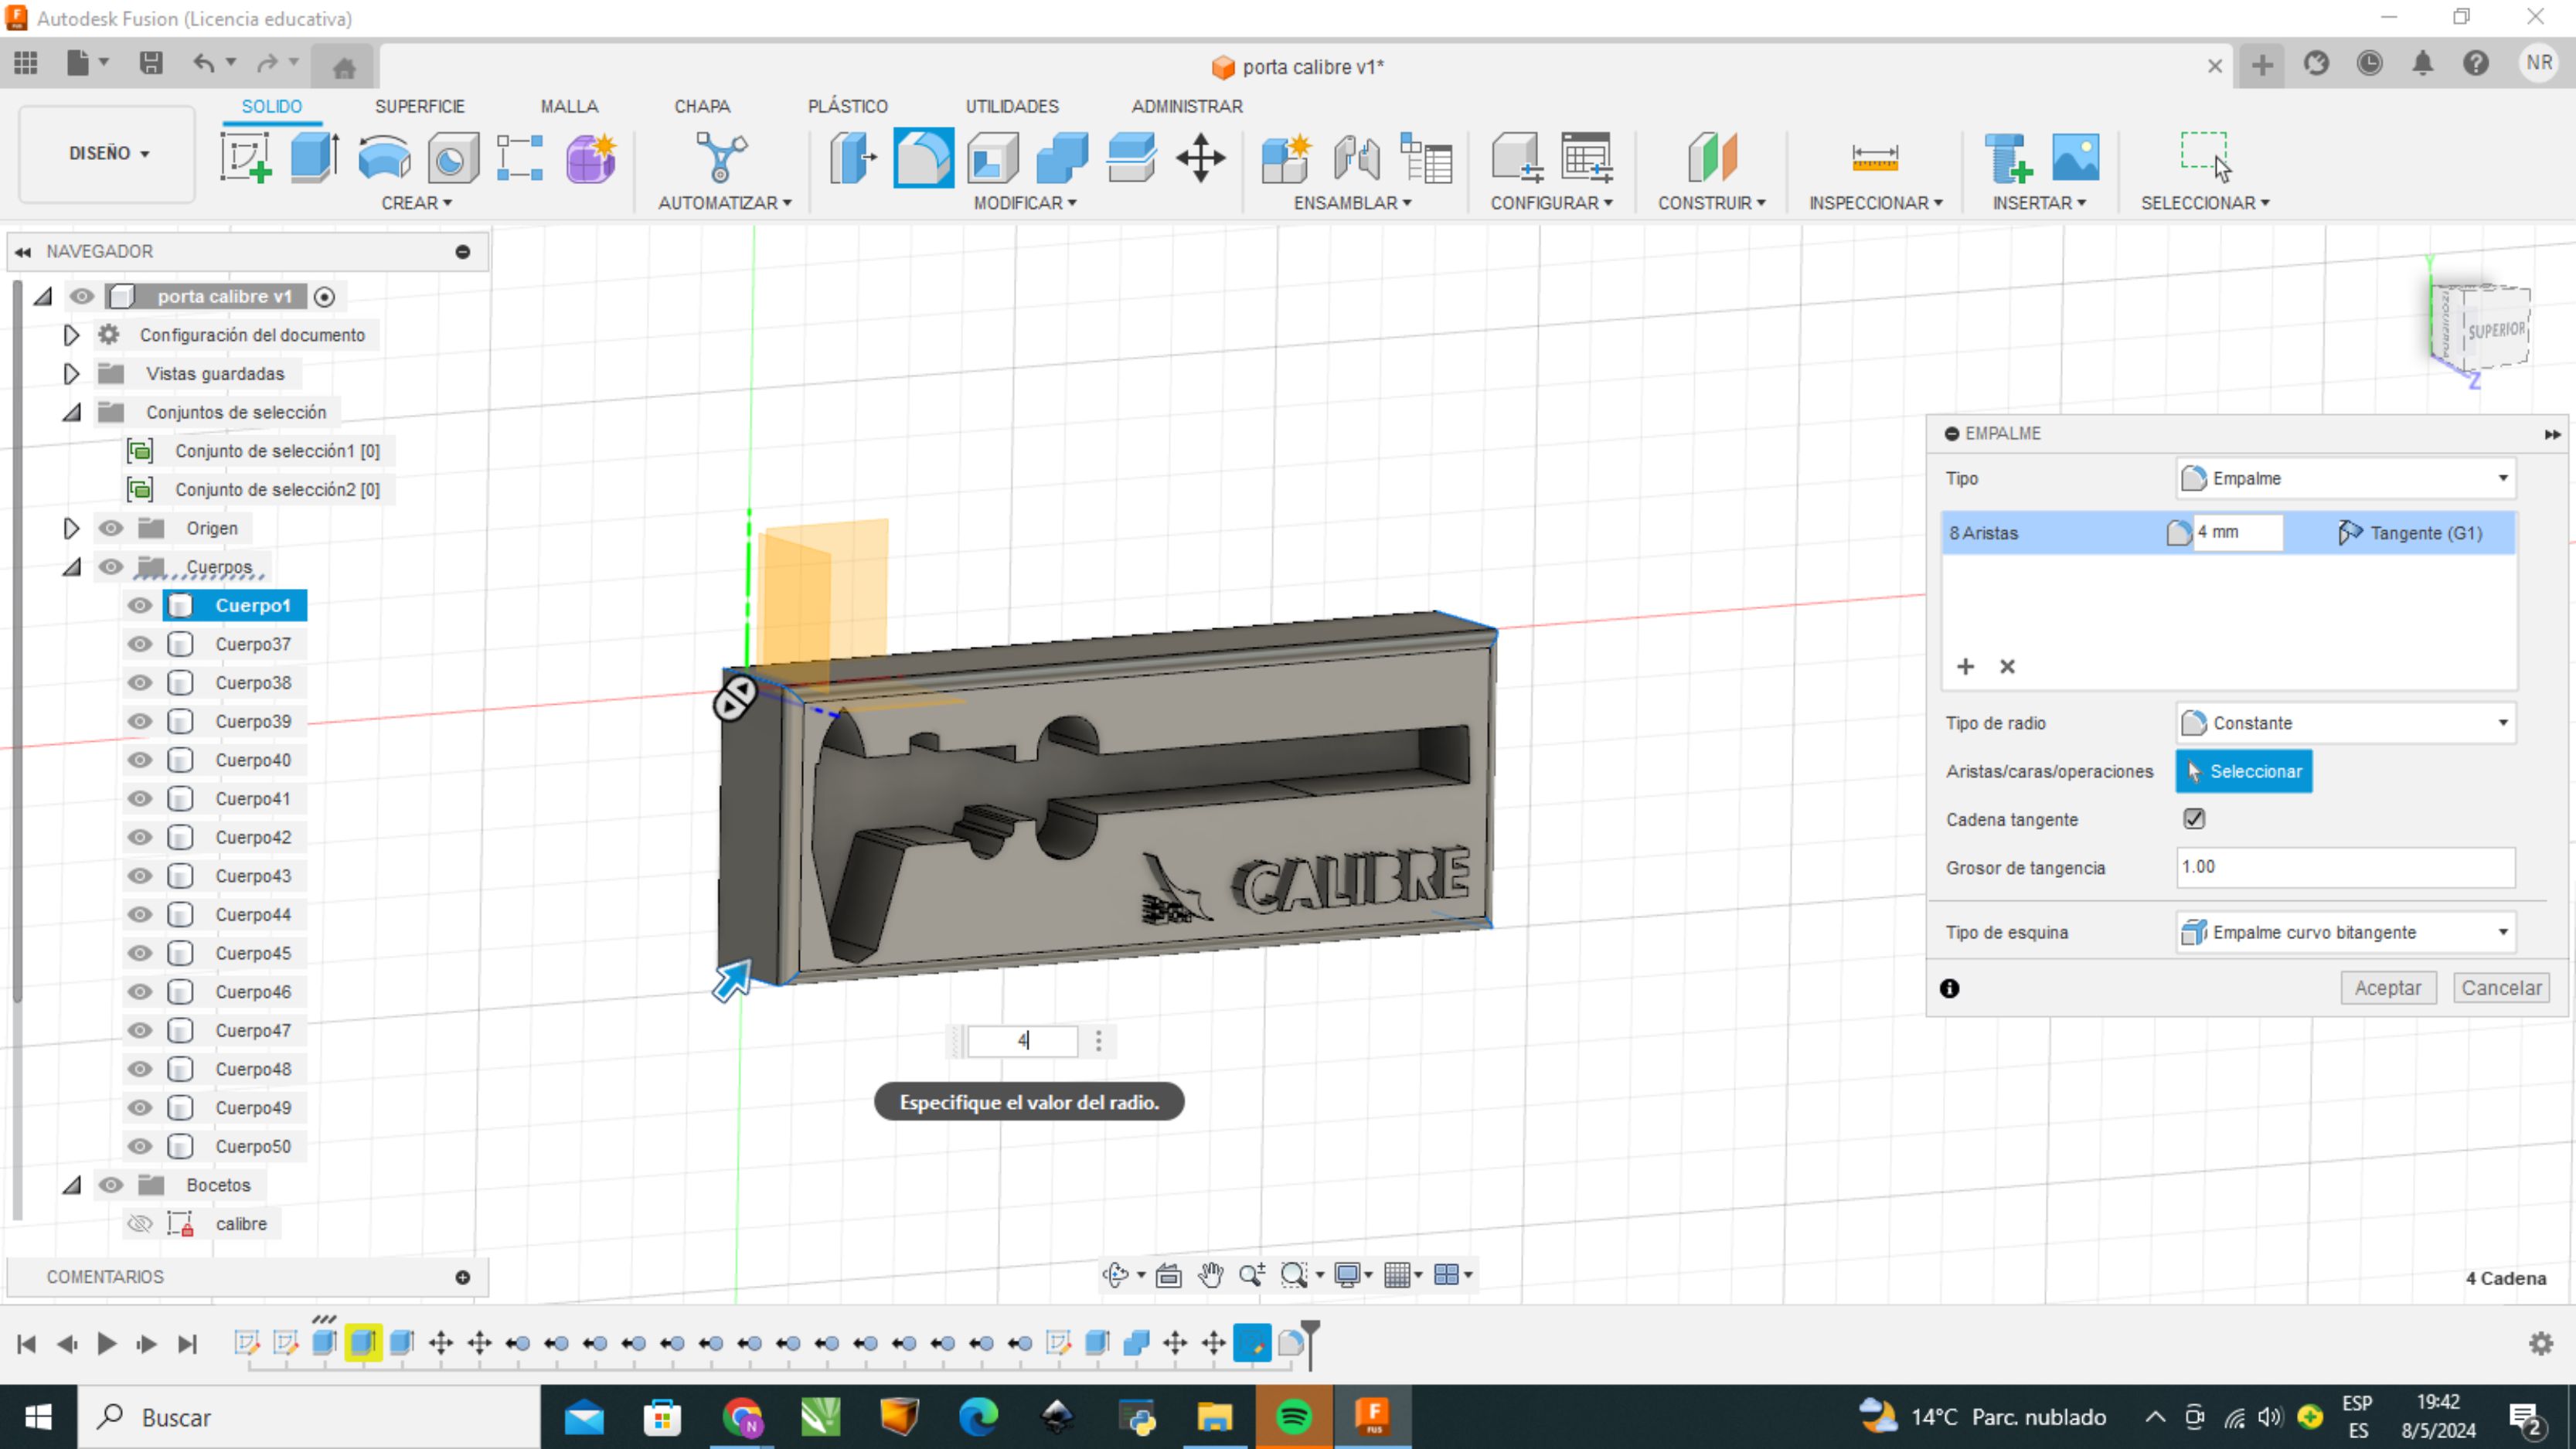 Autodesk Fusion (Licencia educativa)
porta calibre v1*
NR
DISEÑO
SOLIDO SUPERFICIE MALLA CHAPA PLÁSTICO UTILIDADES ADMINISTRAR
CREAR AUTOMATIZAR MODIFICAR ENSAMBLAR CONFIGURAR CONSTRUIR INSPECCIONAR INSERTAR SELECCIONAR
NAVEGADOR
porta calibre v1
Configuración del documento
Vistas guardadas
Conjuntos de selección
Conjunto de selección1 [0]
Conjunto de selección2 [0]
Origen
Cuerpos
Cuerpo1
Cuerpo37
Cuerpo38
Cuerpo39
Cuerpo40
Cuerpo41
Cuerpo42
Cuerpo43
Cuerpo44
Cuerpo45
Cuerpo46
Cuerpo47
Cuerpo48
Cuerpo49
Cuerpo50
Bocetos
calibre
COMENTARIOS
Y
IZQUIERDA
SUPERIOR
Z
CALIBRE
4
Especifique el valor del radio.
EMPALME
Tipo Empalme
8 Aristas 4 mm Tangente (G1)
Tipo de radio Constante
Aristas/caras/operaciones Seleccionar
Cadena tangente
Grosor de tangencia 1.00
Tipo de esquina Empalme curvo bitangente
Aceptar Cancelar
4 Cadena
Buscar
14°C Parc. nublado
ESP
ES
19:42
8/5/2024
2